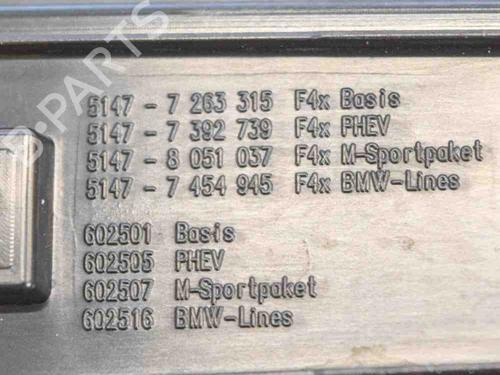 5147 - 7 263 315 F4x Basis
5147 - 7 392 739 F4x PHEV
5147 - 8 051 037 F4x M-Sportpaket
5147 - 7 454 945 F4x BMW-Lines
602501 Basis
602505 PHEV
602507 M-Sportpaket
602516 BMW-Lines
B-PARTS